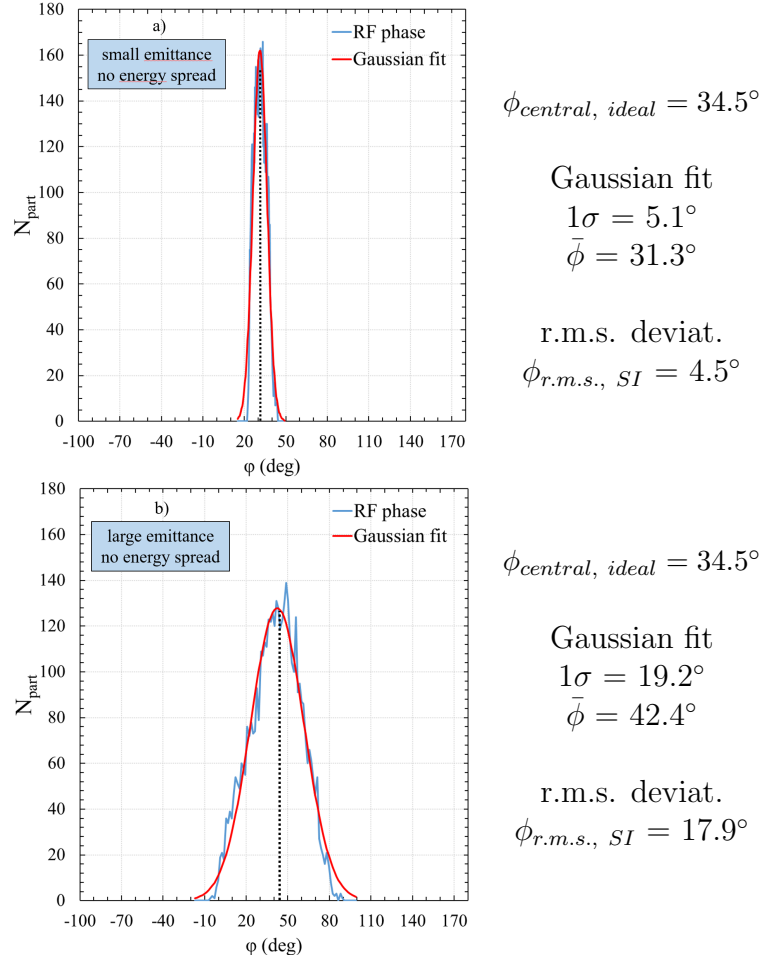 a)
small emittance
no energy spread
RF phase
Gaussian fit
180
160
140
120
100
80
60
40
20
0
N_part
-100 -70 -40 -10 20 50 80 110 140 170
φ (deg)
ϕ_central, ideal = 34.5°
Gaussian fit
1σ = 5.1°
ϕ̄ = 31.3°
r.m.s. deviat.
ϕ_r.m.s., SI = 4.5°
b)
large emittance
no energy spread
RF phase
Gaussian fit
180
160
140
120
100
80
60
40
20
0
N_part
-100 -70 -40 -10 20 50 80 110 140 170
φ (deg)
ϕ_central, ideal = 34.5°
Gaussian fit
1σ = 19.2°
ϕ̄ = 42.4°
r.m.s. deviat.
ϕ_r.m.s., SI = 17.9°